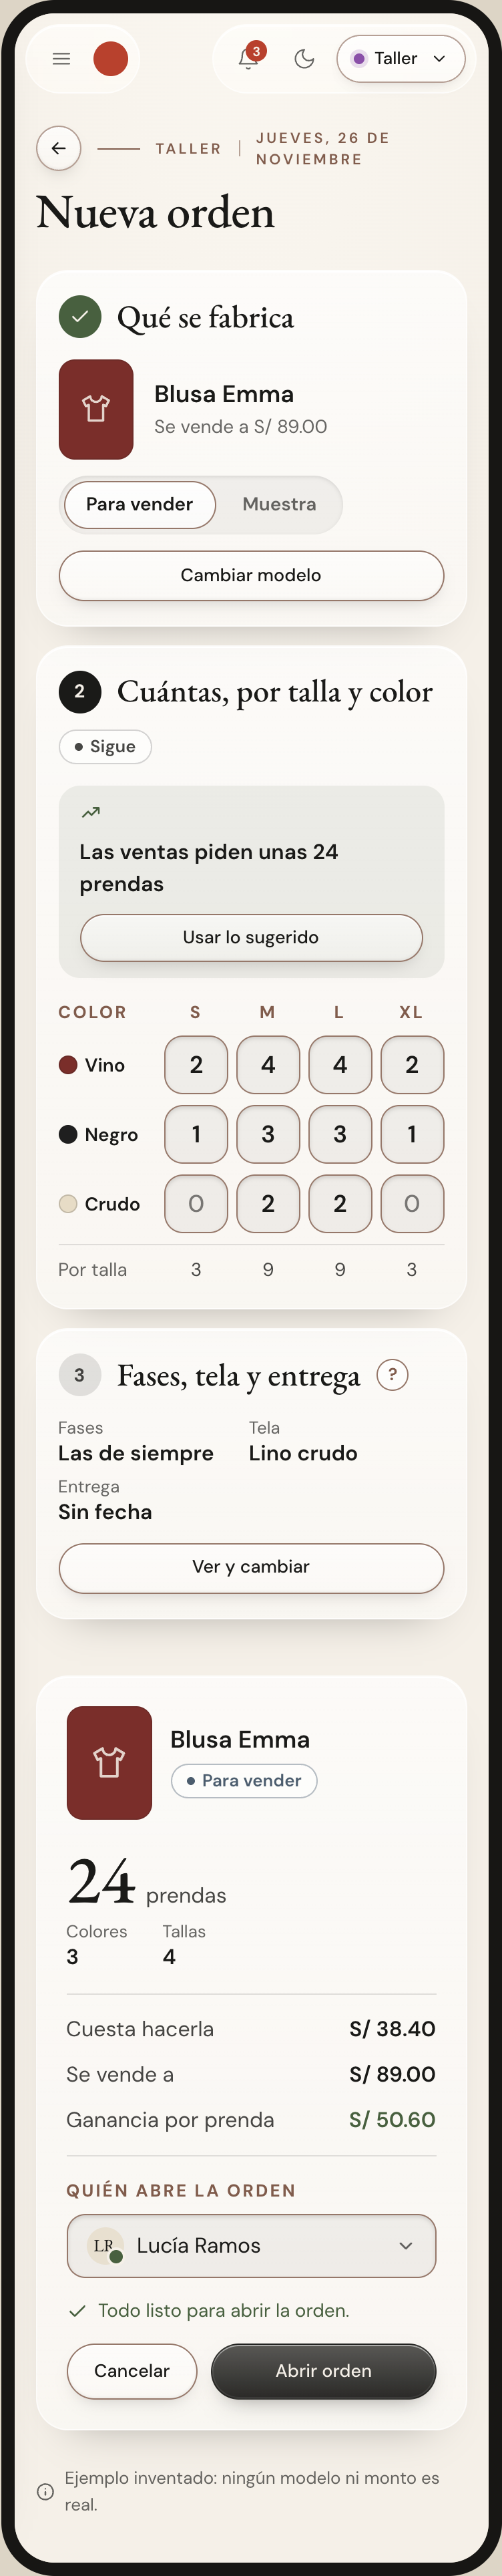 3
Taller
TALLER | JUEVES, 26 DE
NOVIEMBRE
Nueva orden
Qué se fabrica
Blusa Emma
Se vende a S/ 89.00
Para vender Muestra
Cambiar modelo
2 Cuántas, por talla y color
Sigue
Las ventas piden unas 24
prendas
Usar lo sugerido
COLOR S M L XL
Vino 2 4 4 2
Negro 1 3 3 1
Crudo 0 2 2 0
Por talla 3 9 9 3
3 Fases, tela y entrega ?
Fases Tela
Las de siempre Lino crudo
Entrega
Sin fecha
Ver y cambiar
Blusa Emma
Para vender
24 prendas
Colores Tallas
3 4
Cuesta hacerla S/ 38.40
Se vende a S/ 89.00
Ganancia por prenda S/ 50.60
QUIÉN ABRE LA ORDEN
LR Lucía Ramos
Todo listo para abrir la orden.
Cancelar Abrir orden
Ejemplo inventado: ningún modelo ni monto es
real.